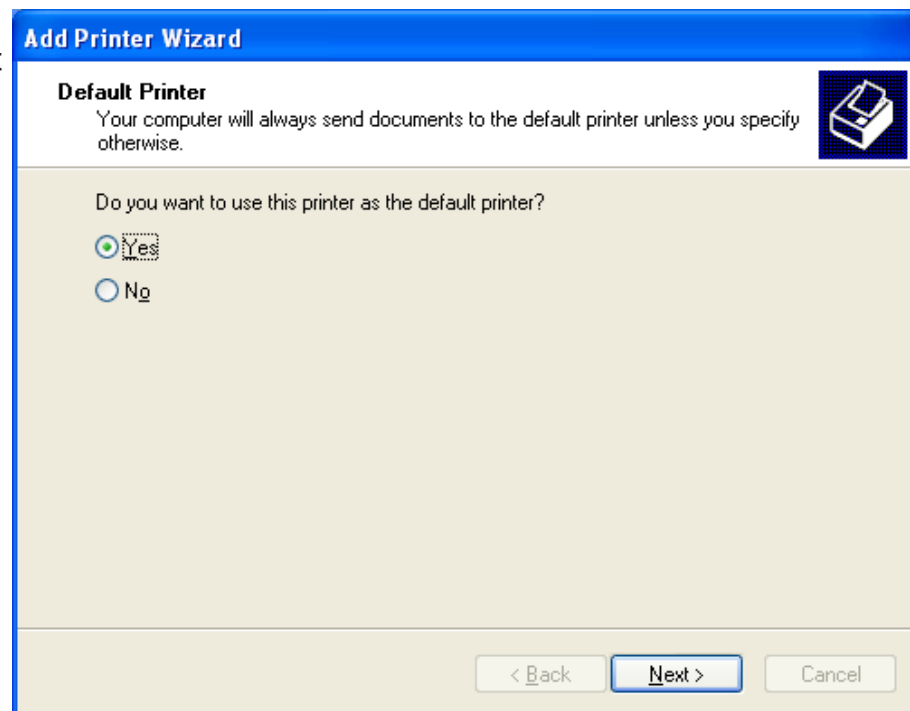 Add Printer Wizard
Default Printer
Your computer will always send documents to the default printer unless you specify
otherwise.
Do you want to use this printer as the default printer?
Yes
No
< Back Next > Cancel